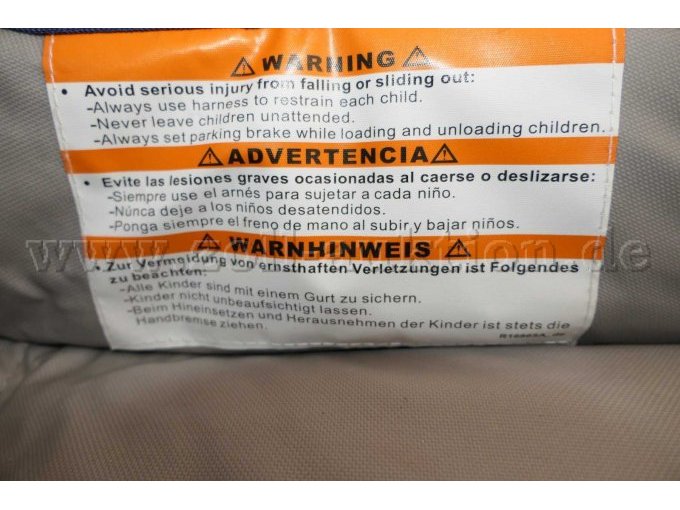 ⚠ WARNING ⚠
• Avoid serious injury from falling or sliding out:
-Always use harness to restrain each child.
-Never leave children unattended.
-Always set parking brake while loading and unloading children.
⚠ ADVERTENCIA ⚠
• Evite las lesiones graves ocasionadas al caerse o deslizarse:
-Siempre use el arnés para sujetar a cada niño.
-Núnca deje a los niños desatendidos.
-Ponga siempre el freno de mano al subir y bajar niños.
⚠ WARNHINWEIS ⚠
• Zur Vermeidung von ernsthaften Verletzungen ist Folgendes
zu beachten:
-Alle Kinder sind mit einem Gurt zu sichern.
-Kinder nicht unbeaufsichtigt lassen.
-Beim Hineinsetzen und Herausnehmen der Kinder ist stets die
Handbremse ziehen.